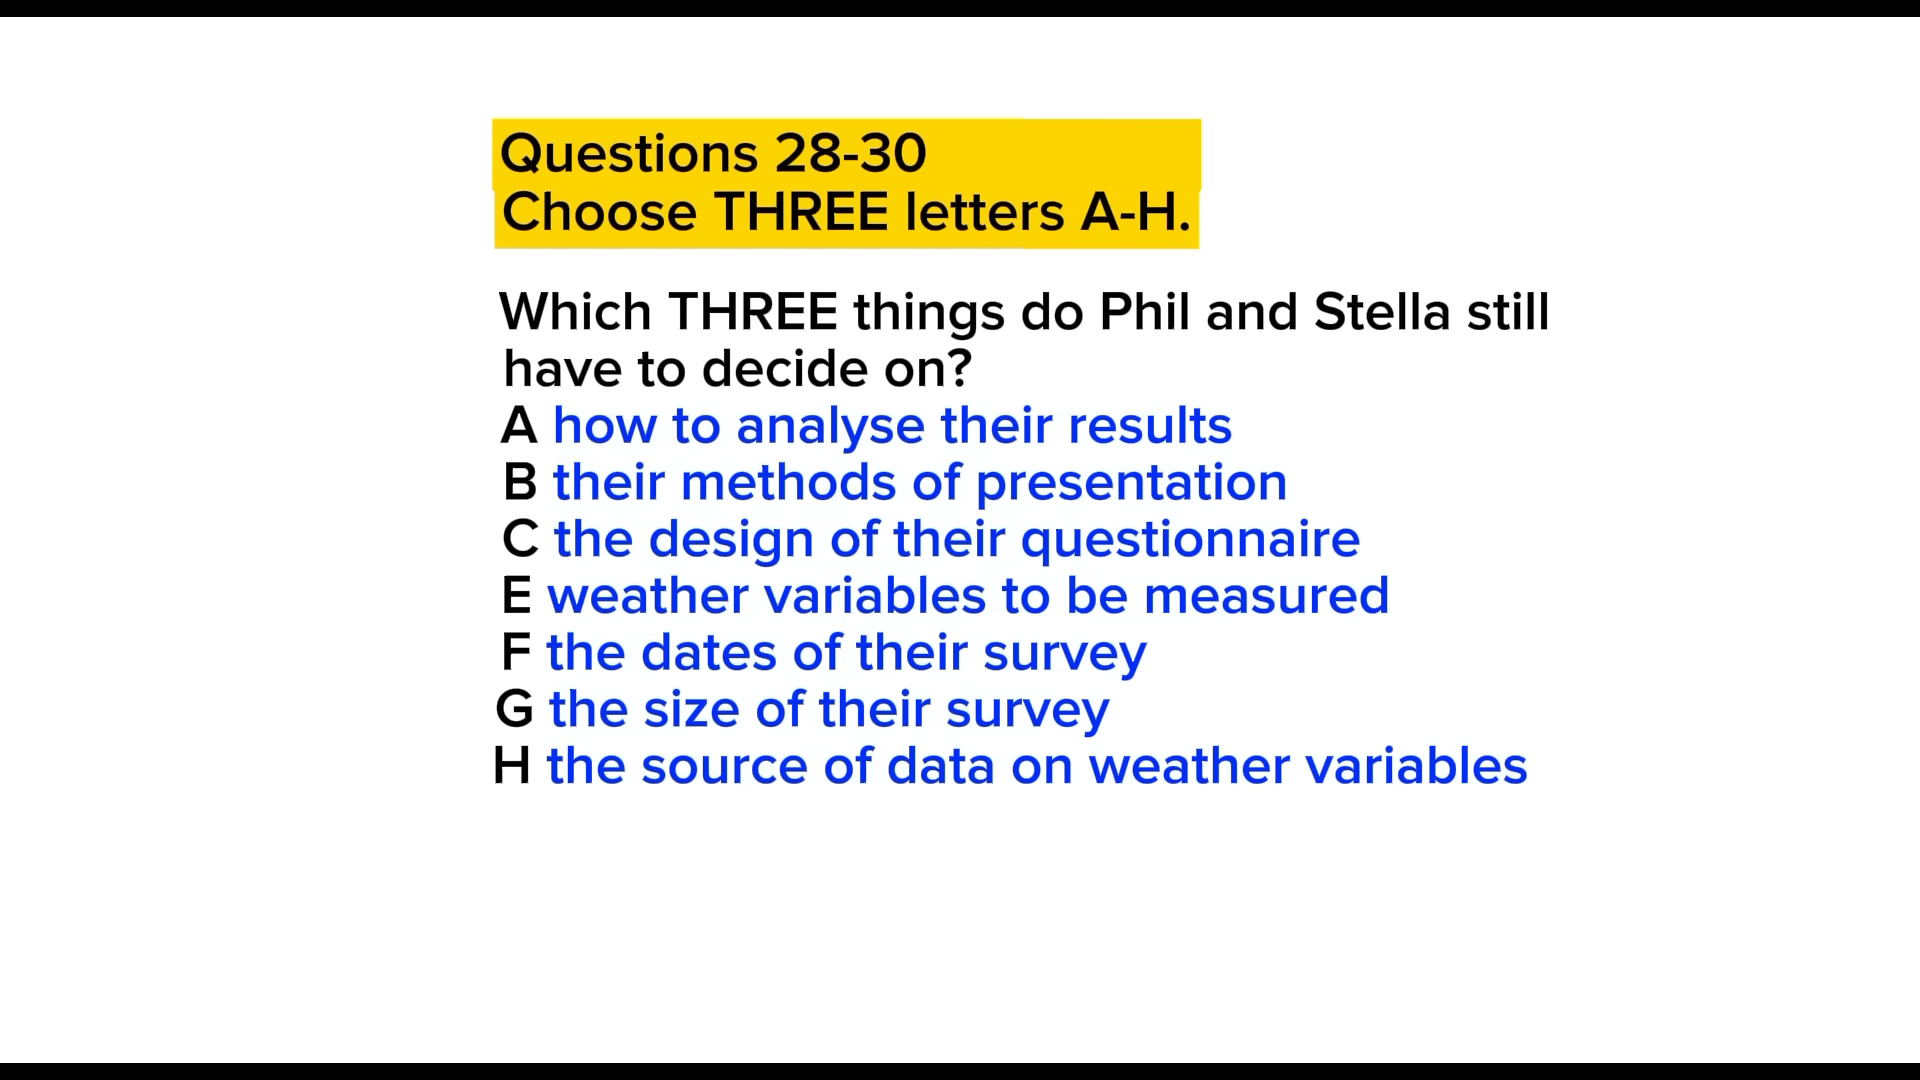 Questions 28-30
Choose THREE letters A-H.
Which THREE things do Phil and Stella still
have to decide on?
A how to analyse their results
B their methods of presentation
C the design of their questionnaire
E weather variables to be measured
F the dates of their survey
G the size of their survey
H the source of data on weather variables